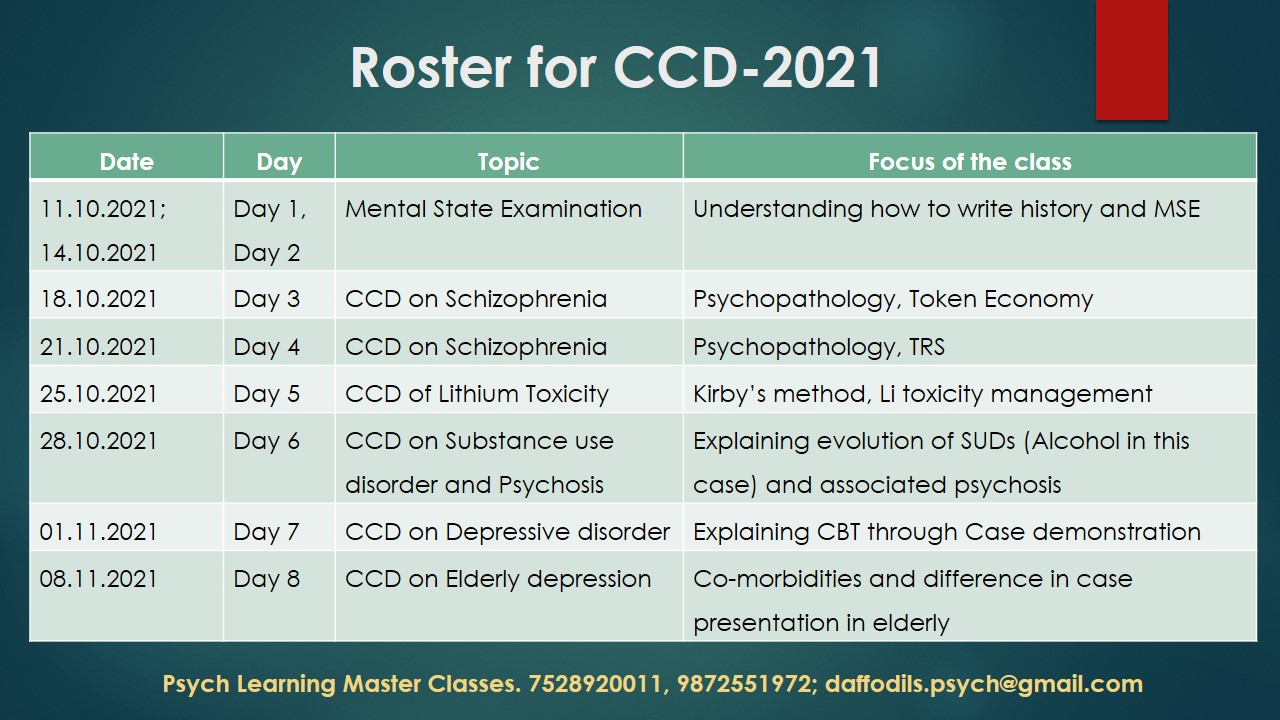 Roster for CCD-2021
Date Day Topic Focus of the class
11.10.2021; Day 1, Mental State Examination Understanding how to write history and MSE
14.10.2021 Day 2
18.10.2021 Day 3 CCD on Schizophrenia Psychopathology, Token Economy
21.10.2021 Day 4 CCD on Schizophrenia Psychopathology, TRS
25.10.2021 Day 5 CCD of Lithium Toxicity Kirby’s method, Li toxicity management
28.10.2021 Day 6 CCD on Substance use Explaining evolution of SUDs (Alcohol in this
disorder and Psychosis case) and associated psychosis
01.11.2021 Day 7 CCD on Depressive disorder Explaining CBT through Case demonstration
08.11.2021 Day 8 CCD on Elderly depression Co-morbidities and difference in case
presentation in elderly
Psych Learning Master Classes. 7528920011, 9872551972; daffodils.psych@gmail.com